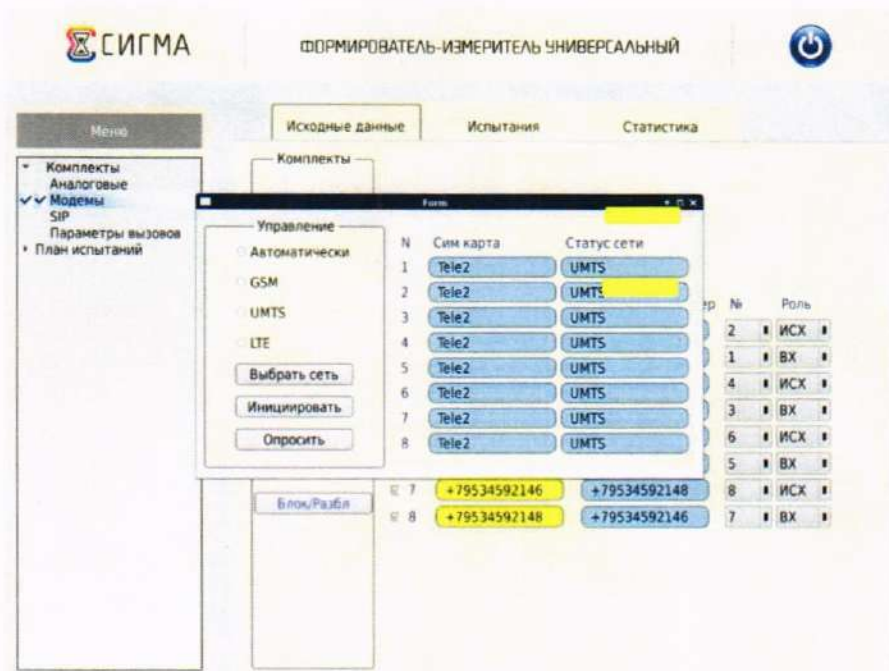 СИГМА
ФОРМИРОВАТЕЛЬ-ИЗМЕРИТЕЛЬ УНИВЕРСАЛЬНЫЙ
Меню
Исходные данные
Испытания
Статистика
Комплекты
Аналоговые
Модемы
SIP
Параметры вызовов
План испытаний
Комплекты
Form
Управление
Автоматически
GSM
UMTS
LTE
Выбрать сеть
Инициировать
Опросить
N Сим карта Статус сети
1 Tele2 UMTS
2 Tele2 UMTS
3 Tele2 UMTS
4 Tele2 UMTS
5 Tele2 UMTS
6 Tele2 UMTS
7 Tele2 UMTS
8 Tele2 UMTS
№ Роль
2 ИСХ
1 ВХ
4 ИСХ
3 ВХ
6 ИСХ
5 ВХ
Блок/Разбл
7 +79534592146 +79534592148 8 ИСХ
8 +79534592148 +79534592146 7 ВХ